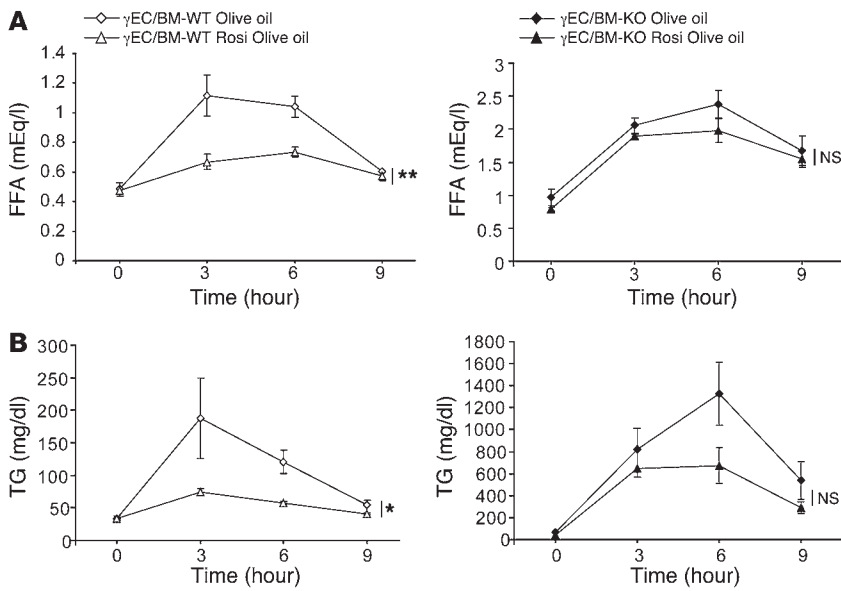 A
γEC/BM-WT Olive oil
γEC/BM-WT Rosi Olive oil
γEC/BM-KO Olive oil
γEC/BM-KO Rosi Olive oil
FFA (mEq/l)
1.4
1.2
1
0.8
0.6
0.4
0.2
0
**
0 3 6 9
Time (hour)
FFA (mEq/l)
2.5
2
1.5
1
0.5
0
NS
0 3 6 9
Time (hour)
B
TG (mg/dl)
300
250
200
150
100
50
0
*
0 3 6 9
Time (hour)
TG (mg/dl)
1800
1600
1400
1200
1000
800
600
400
200
0
NS
0 3 6 9
Time (hour)